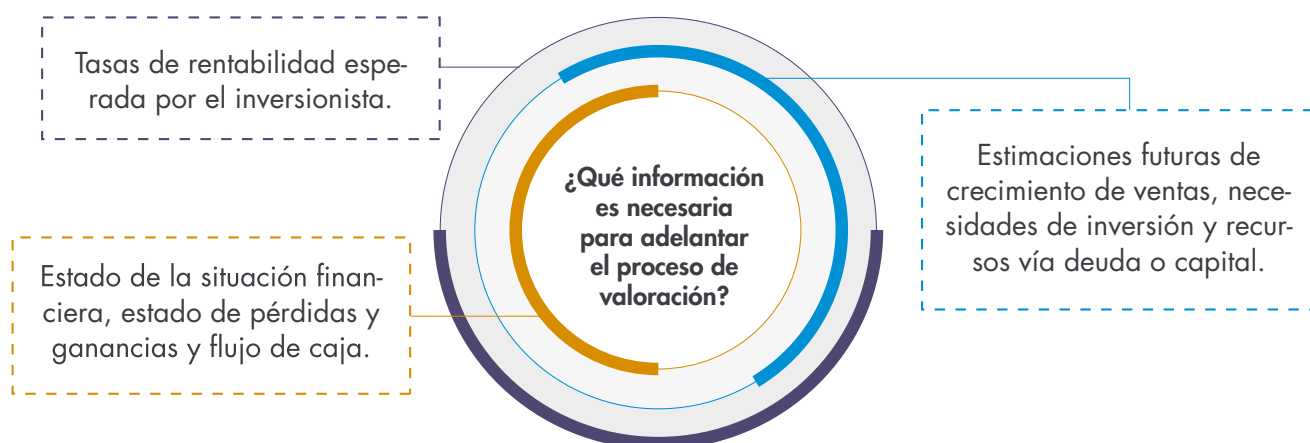 Tasas de rentabilidad espe-
rada por el inversionista.
Estado de la situación finan-
ciera, estado de pérdidas y
ganancias y flujo de caja.
¿Qué información
es necesaria
para adelantar
el proceso de
valoración?
Estimaciones futuras de
crecimiento de ventas, nece-
sidades de inversión y recur-
sos vía deuda o capital.